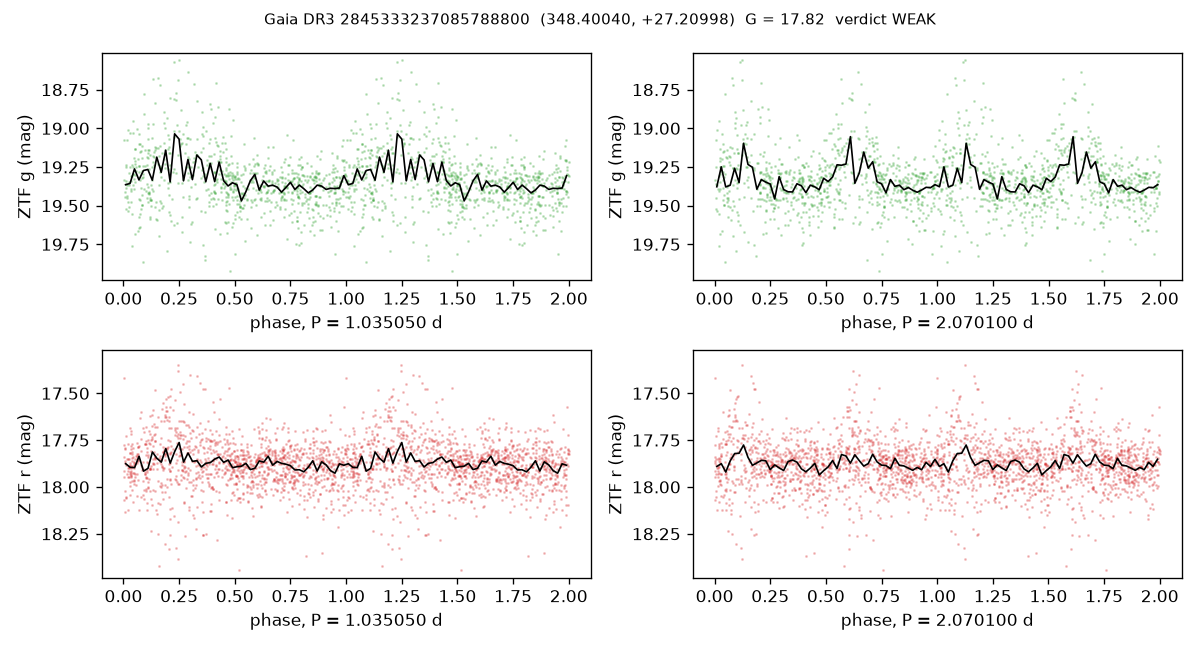 Gaia DR3 2845333237085788800  (348.40040, +27.20998)  G = 17.82  verdict WEAK
ZTF g (mag)
18.75
19.00
19.25
19.50
19.75
0.00 0.25 0.50 0.75 1.00 1.25 1.50 1.75 2.00
phase, P = 1.035050 d
ZTF g (mag)
18.75
19.00
19.25
19.50
19.75
0.00 0.25 0.50 0.75 1.00 1.25 1.50 1.75 2.00
phase, P = 2.070100 d
ZTF r (mag)
17.50
17.75
18.00
18.25
0.00 0.25 0.50 0.75 1.00 1.25 1.50 1.75 2.00
phase, P = 1.035050 d
ZTF r (mag)
17.50
17.75
18.00
18.25
0.00 0.25 0.50 0.75 1.00 1.25 1.50 1.75 2.00
phase, P = 2.070100 d